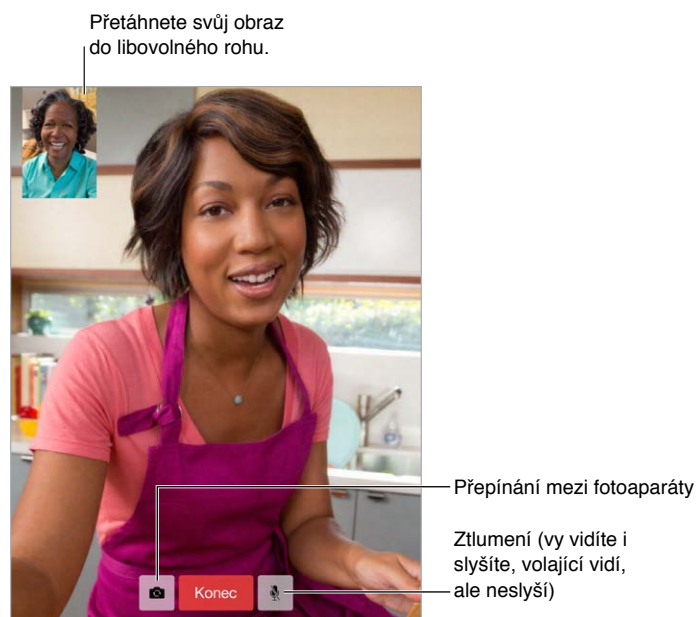 Přetáhnete svůj obraz
do libovolného rohu.
Přepínání mezi fotoaparáty
Ztlumení (vy vidíte i
slyšíte, volající vidí,
ale neslyší)
Konec